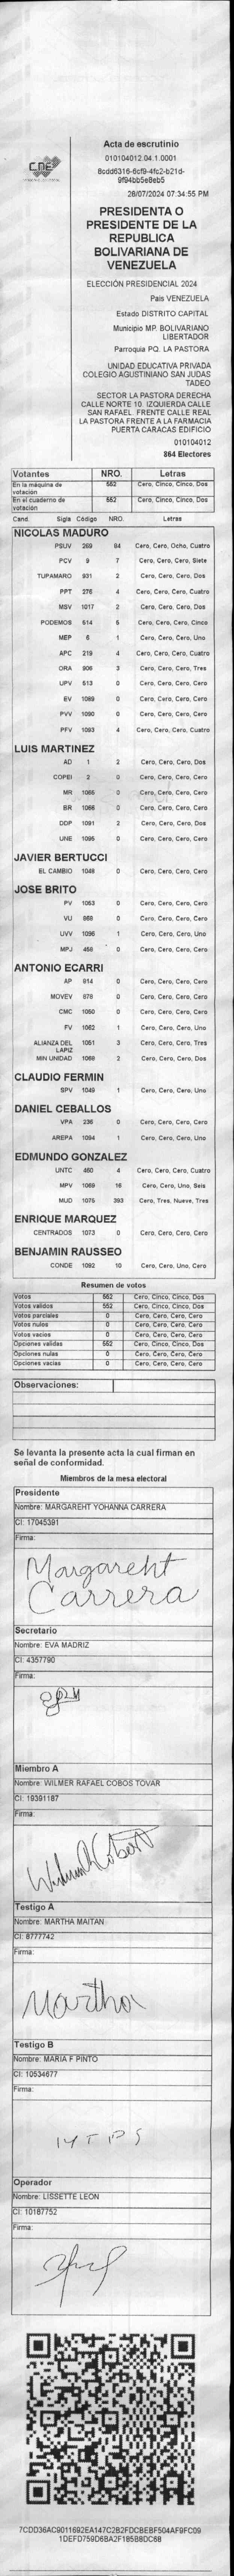 CNE
Acta de escrutinio
010104012.04.1.0001
8cdd6316-6cf9-4fc2-b21d-
9f94bb5e8eb5
28/07/2024 07:34:55 PM
PRESIDENTA O
PRESIDENTE DE LA
REPUBLICA
BOLIVARIANA DE
VENEZUELA
ELECCIÓN PRESIDENCIAL 2024
Pais VENEZUELA
Estado DISTRITO CAPITAL
Municipio MP. BOLIVARIANO
LIBERTADOR
Parroquia PQ. LA PASTORA
UNIDAD EDUCATIVA PRIVADA
COLEGIO AGUSTINIANO SAN JUDAS
TADEO
SECTOR LA PASTORA DERECHA
CALLE NORTE 10. IZQUIERDA CALLE
SAN RAFAEL. FRENTE CALLE REAL
LA PASTORA FRENTE A LA FARMACIA
PUERTA CARACAS EDIFICIO
010104012
864 Electores
Votantes NRO. Letras
En la máquina de votación 552 Cero, Cinco, Cinco, Dos
En el cuaderno de votación 552 Cero, Cinco, Cinco, Dos
Cand. Sigla Código NRO. Letras
NICOLAS MADURO
PSUV 269 84 Cero, Cero, Ocho, Cuatro
PCV 9 7 Cero, Cero, Cero, Siete
TUPAMARO 931 2 Cero, Cero, Cero, Dos
PPT 276 4 Cero, Cero, Cero, Cuatro
MSV 1017 2 Cero, Cero, Cero, Dos
PODEMOS 514 5 Cero, Cero, Cero, Cinco
MEP 6 1 Cero, Cero, Cero, Uno
APC 219 4 Cero, Cero, Cero, Cuatro
ORA 906 3 Cero, Cero, Cero, Tres
UPV 513 0 Cero, Cero, Cero, Cero
EV 1089 0 Cero, Cero, Cero, Cero
PVV 1090 0 Cero, Cero, Cero, Cero
PFV 1093 4 Cero, Cero, Cero, Cuatro
LUIS MARTINEZ
AD 1 2 Cero, Cero, Cero, Dos
COPEI 2 0 Cero, Cero, Cero, Cero
MR 1065 0 Cero, Cero, Cero, Cero
BR 1066 0 Cero, Cero, Cero, Cero
DDP 1091 2 Cero, Cero, Cero, Dos
UNE 1095 0 Cero, Cero, Cero, Cero
JAVIER BERTUCCI
EL CAMBIO 1048 0 Cero, Cero, Cero, Cero
JOSE BRITO
PV 1053 0 Cero, Cero, Cero, Cero
VU 868 0 Cero, Cero, Cero, Cero
UVV 1096 1 Cero, Cero, Cero, Uno
MPJ 456 0 Cero, Cero, Cero, Cero
ANTONIO ECARRI
AP 914 0 Cero, Cero, Cero, Cero
MOVEV 878 0 Cero, Cero, Cero, Cero
CMC 1050 0 Cero, Cero, Cero, Cero
FV 1062 1 Cero, Cero, Cero, Uno
ALIANZA DEL LAPIZ 1051 3 Cero, Cero, Cero, Tres
MIN UNIDAD 1068 2 Cero, Cero, Cero, Dos
CLAUDIO FERMIN
SPV 1049 1 Cero, Cero, Cero, Uno
DANIEL CEBALLOS
VPA 236 0 Cero, Cero, Cero, Cero
AREPA 1094 1 Cero, Cero, Cero, Uno
EDMUNDO GONZALEZ
UNTC 460 4 Cero, Cero, Cero, Cuatro
MPV 1069 16 Cero, Cero, Uno, Seis
MUD 1075 393 Cero, Tres, Nueve, Tres
ENRIQUE MARQUEZ
CENTRADOS 1073 0 Cero, Cero, Cero, Cero
BENJAMIN RAUSSEO
CONDE 1092 10 Cero, Cero, Uno, Cero
Resumen de votos
Votos 552 Cero, Cinco, Cinco, Dos
Votos validos 552 Cero, Cinco, Cinco, Dos
Votos parciales 0 Cero, Cero, Cero, Cero
Votos nulos 0 Cero, Cero, Cero, Cero
Votos vacios 0 Cero, Cero, Cero, Cero
Opciones validas 552 Cero, Cinco, Cinco, Dos
Opciones nulas 0 Cero, Cero, Cero, Cero
Opciones vacias 0 Cero, Cero, Cero, Cero
Observaciones:
Se levanta la presente acta la cual firman en
señal de conformidad.
Miembros de la mesa electoral
Presidente
Nombre: MARGAREHT YOHANNA CARRERA
CI: 17045391
Firma:
Margareht
Carrera
Secretario
Nombre: EVA MADRIZ
CI: 4357790
Firma:
Miembro A
Nombre: WILMER RAFAEL COBOS TOVAR
CI: 19391187
Firma:
Testigo A
Nombre: MARTHA MAITAN
CI: 8777742
Firma:
Martha
Testigo B
Nombre: MARIA F PINTO
CI: 10534677
Firma:
Operador
Nombre: LISSETTE LEON
CI: 10187752
Firma:
7CDD36AC9011692EA147C2B2FDCBEBF504AF9FC09
1DEFD759D6BA2F185B8DC68